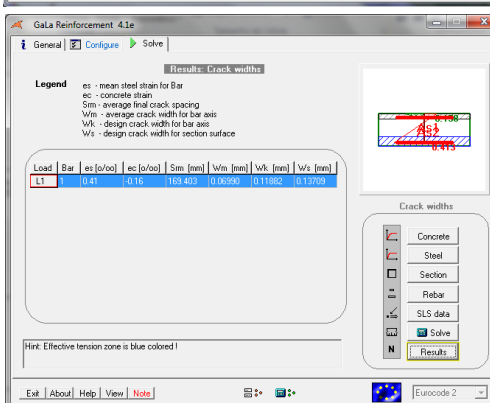 GaLa Reinforcement 4.1e
General Configure Solve
Results: Crack widths
Legend
es - mean steel strain for Bar
ec - concrete strain
Srm - average final crack spacing
Wm - average crack width for bar axis
Wk - design crack width for bar axis
Ws - design crack width for section surface
Load Bar es [o/oo] ec [o/oo] Srm [mm] Wm [mm] Wk [mm] Ws [mm]
L1 1 0.41 -0.16 169.403 0.06990 0.11882 0.13709
Crack widths
Concrete
Steel
Section
Rebar
SLS data
Solve
N Results
Hint: Effective tension zone is blue colored !
Exit About Help View Note
Eurocode 2